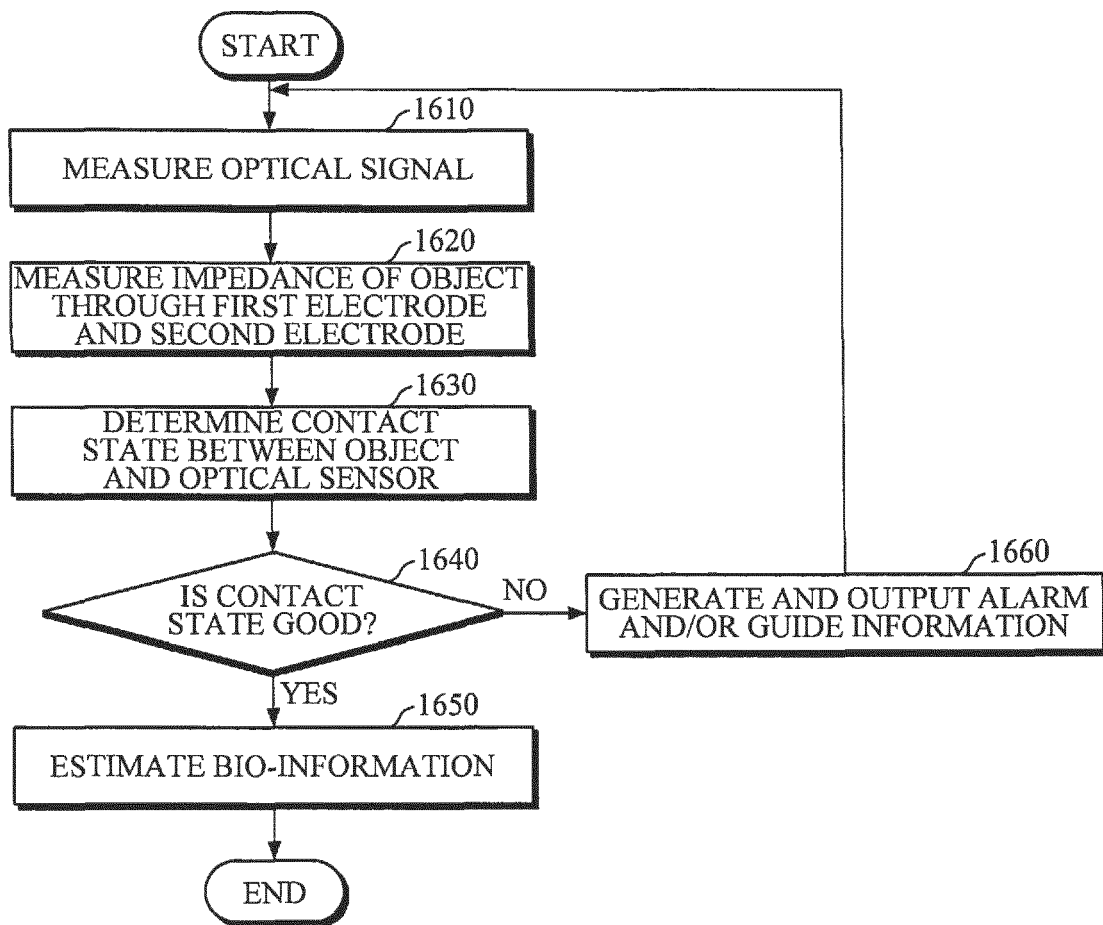 START
1610
MEASURE OPTICAL SIGNAL
1620
MEASURE IMPEDANCE OF OBJECT
THROUGH FIRST ELECTRODE
AND SECOND ELECTRODE
1630
DETERMINE CONTACT
STATE BETWEEN OBJECT
AND OPTICAL SENSOR
1640
IS CONTACT
STATE GOOD?
NO
1660
GENERATE AND OUTPUT ALARM
AND/OR GUIDE INFORMATION
YES
1650
ESTIMATE BIO-INFORMATION
END